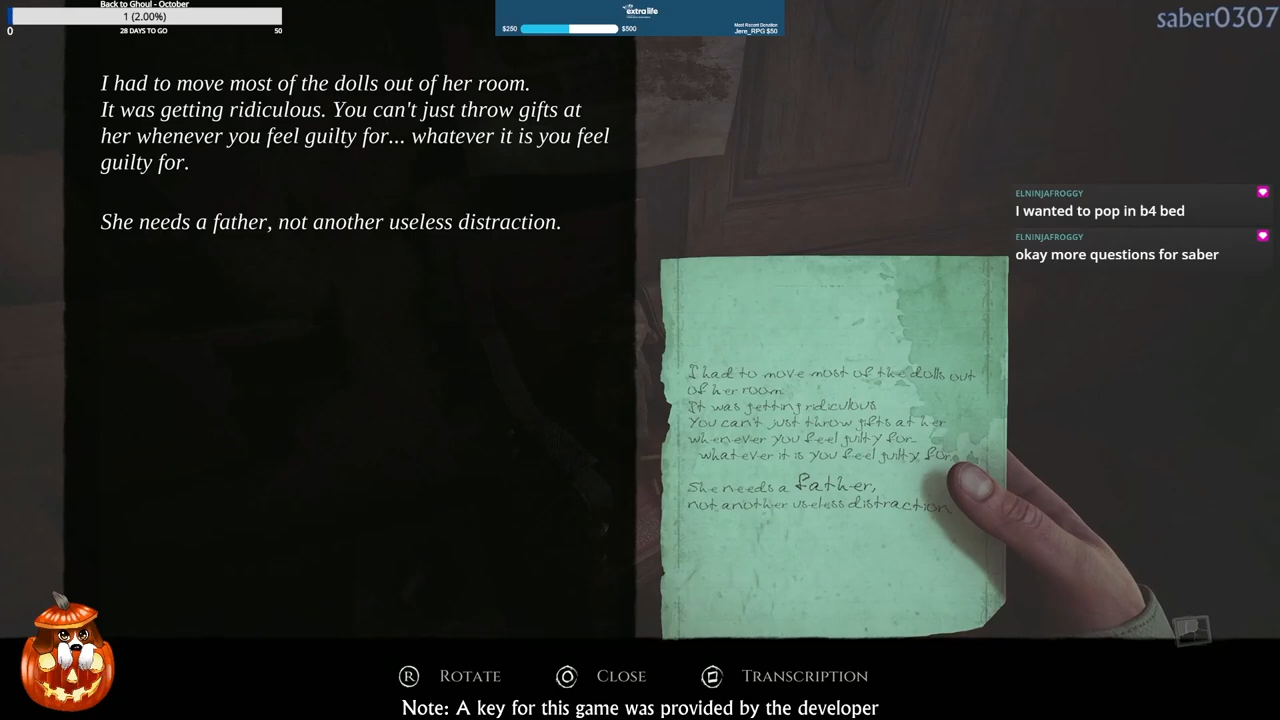 Back to Ghoul - October
1 (2.00%)
0
28 DAYS TO GO
50
extralife
$250
$500
Most Recent Donation
Jere_RPG $50
saber0307
I had to move most of the dolls out of her room.
It was getting ridiculous. You can't just throw gifts at
her whenever you feel guilty for... whatever it is you feel
guilty for.
She needs a father, not another useless distraction.
ELNINJAFROGGY
I wanted to pop in b4 bed
ELNINJAFROGGY
okay more questions for saber
I had to move most of the dolls out
of her room.
It was getting ridiculous.
You can't just throw gifts at her
whenever you feel guilty for...
whatever it is you feel guilty for.
She needs a father,
not another useless distraction.
R ROTATE
CLOSE
TRANSCRIPTION
Note: A key for this game was provided by the developer